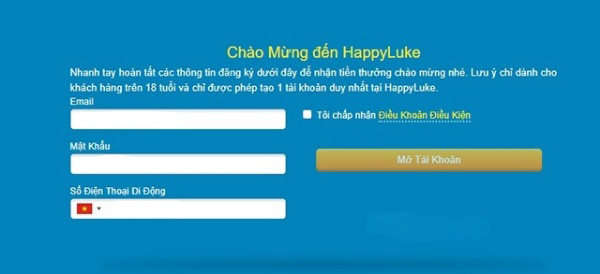 Chào Mừng đến HappyLuke
Nhanh tay hoàn tất các thông tin đăng ký dưới đây để nhận tiền thưởng chào mừng nhé. Lưu ý chỉ dành cho
khách hàng trên 18 tuổi và chỉ được phép tạo 1 tài khoản duy nhất tại HappyLuke.
Email
Tôi chấp nhận Điều Khoản Điều Kiện
Mật Khẩu
Mở Tài Khoản
Số Điện Thoại Di Động